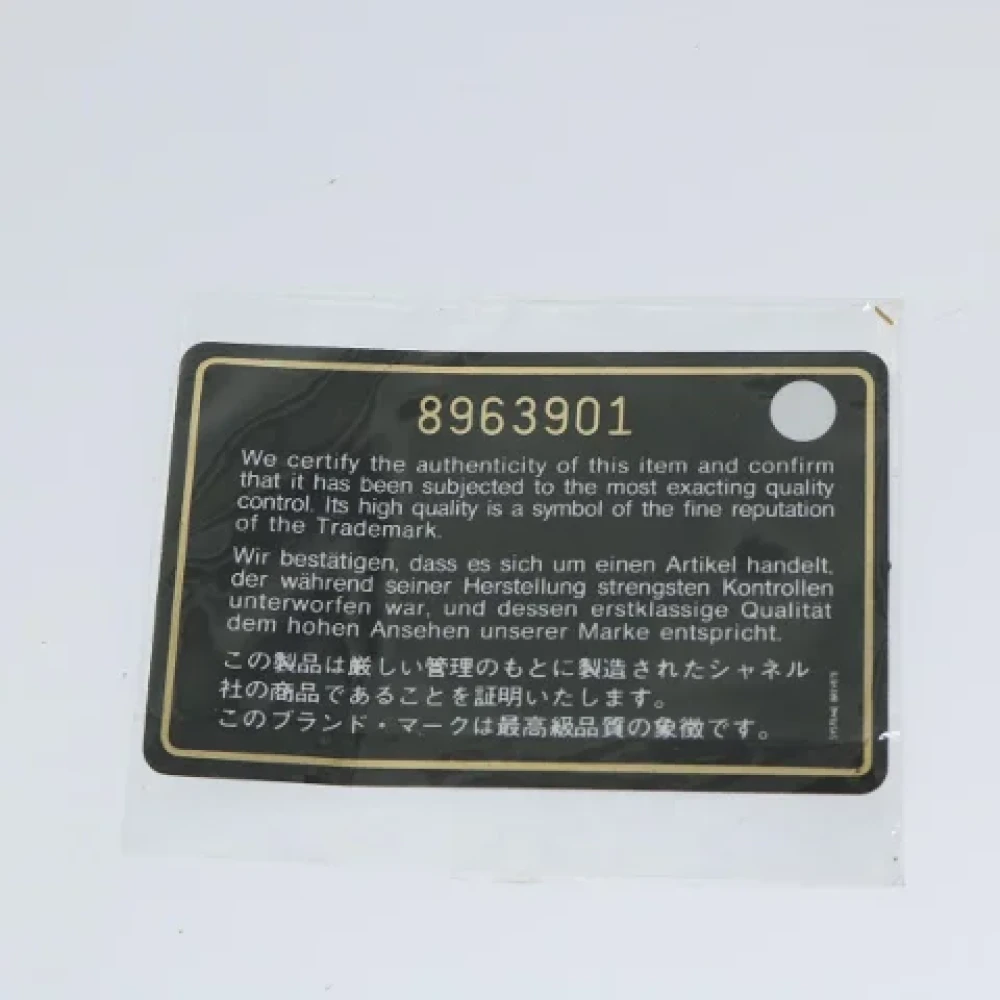 8963901
We certify the authenticity of this item and confirm
that it has been subjected to the most exacting quality
control. Its high quality is a symbol of the fine reputation
of the Trademark.
Wir bestätigen, dass es sich um einen Artikel handelt,
der während seiner Herstellung strengsten Kontrollen
unterworfen war, und dessen erstklassige Qualität
dem hohen Ansehen unserer Marke entspricht.
この製品は厳しい管理のもとに製造されたシャネル
社の商品であることを証明いたします。
このブランド・マークは最高級品質の象徴です。